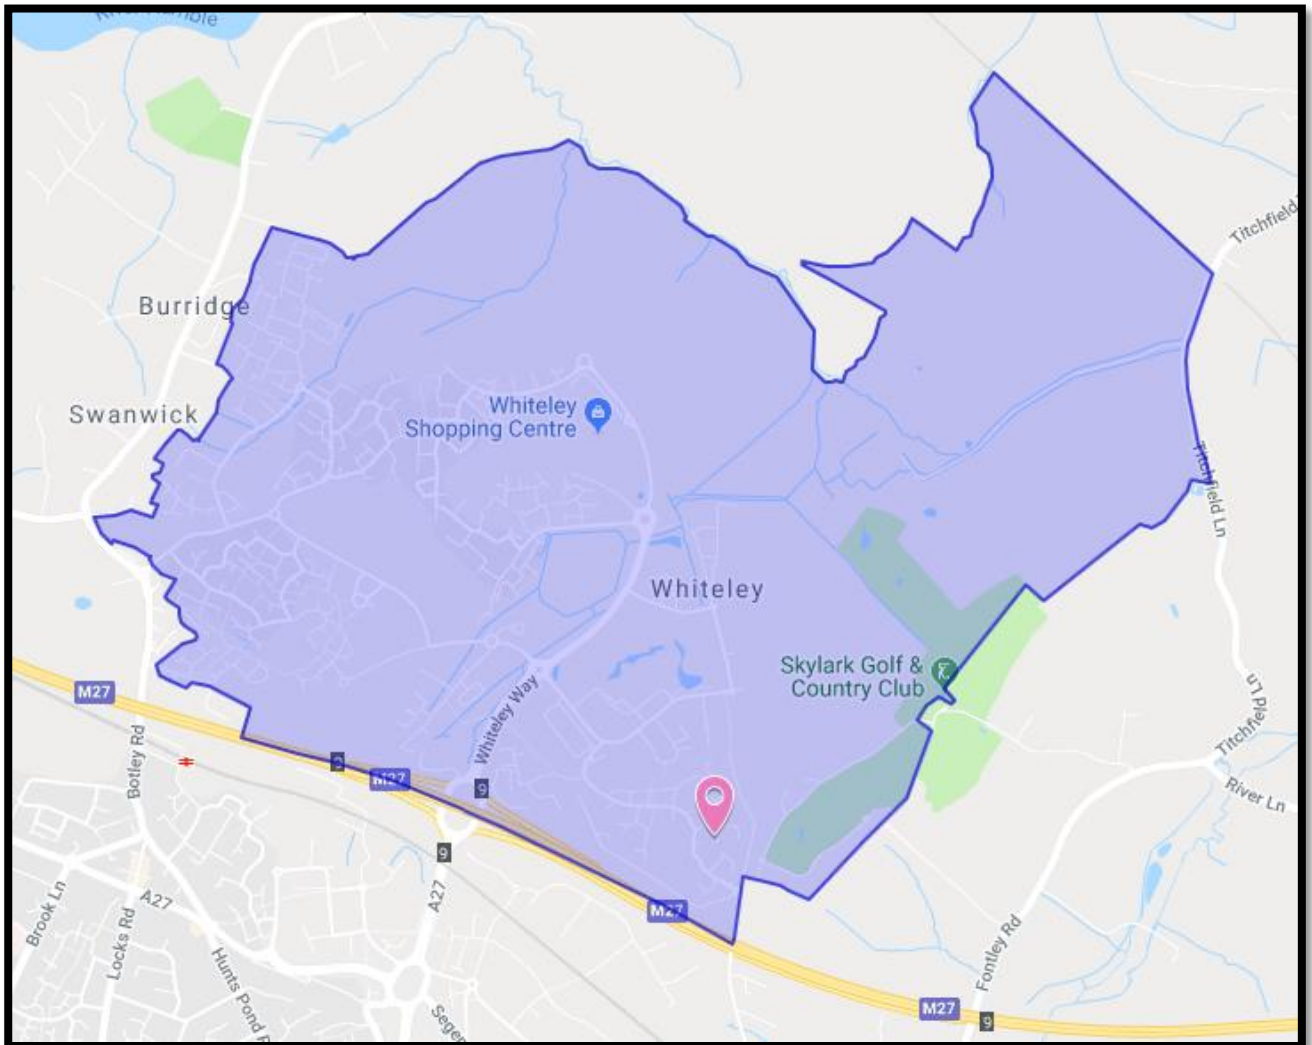 Titchfield
Burridge
Swanwick
Whiteley
Shopping Centre
Whiteley
Skylark Golf &
Country Club
Titchfield Ln
M27
Whiteley Way
M27
9
9
Botley Rd
Titchfield Ln
River Ln
9
A27
A27
Brook Ln
Locks Rd
M27
Hunts Pond
Fontley Rd
M27
9